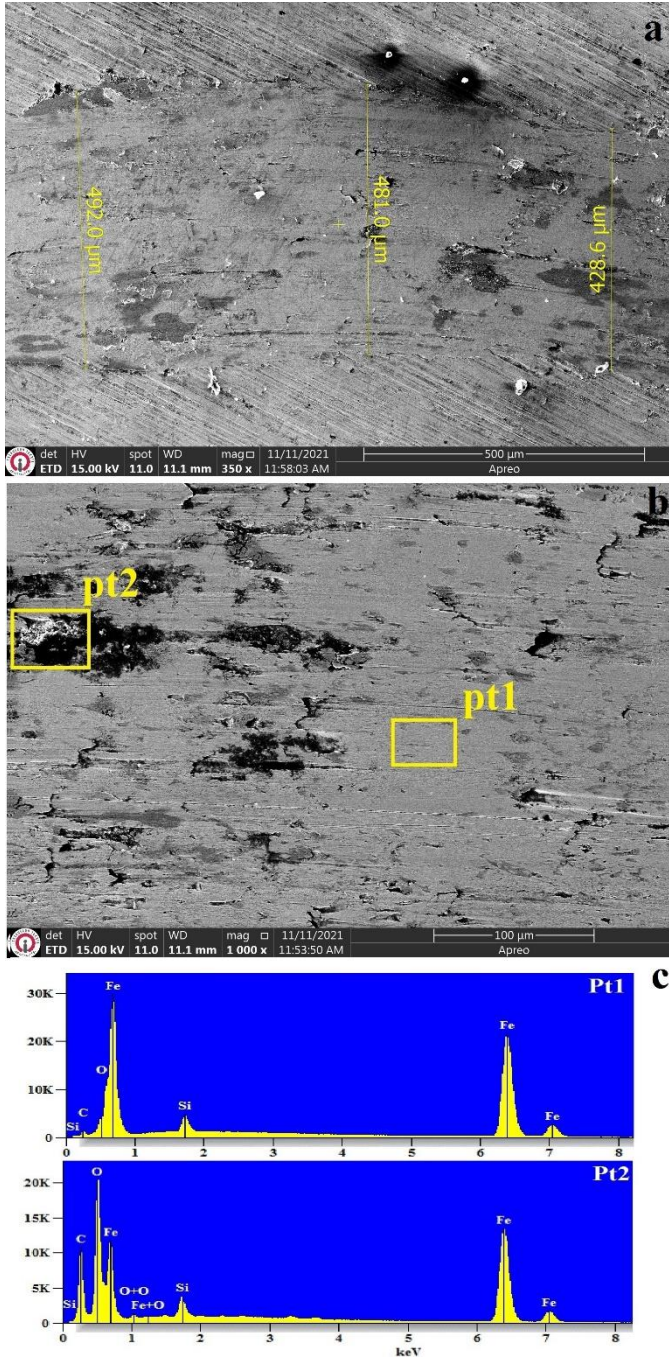 a
492.0 µm
481.0 µm
428.6 µm
det HV spot WD mag 11/11/2021 500 µm
ETD 15.00 kV 11.0 11.1 mm 350 x 11:58:03 AM Apreo
b
pt2
pt1
det HV spot WD mag 11/11/2021 100 µm
ETD 15.00 kV 11.0 11.1 mm 1 000 x 11:53:50 AM Apreo
c
Pt1
30K
Fe
20K
Fe
O
10K
Si
C
Si
Fe
0
0 1 2 3 4 5 6 7 8
Pt2
20K
O
15K
Fe
C
Fe
10K
O+O
5K
Si
Fe+O
Si
Fe
0
0 1 2 3 4 5 6 7 8
keV